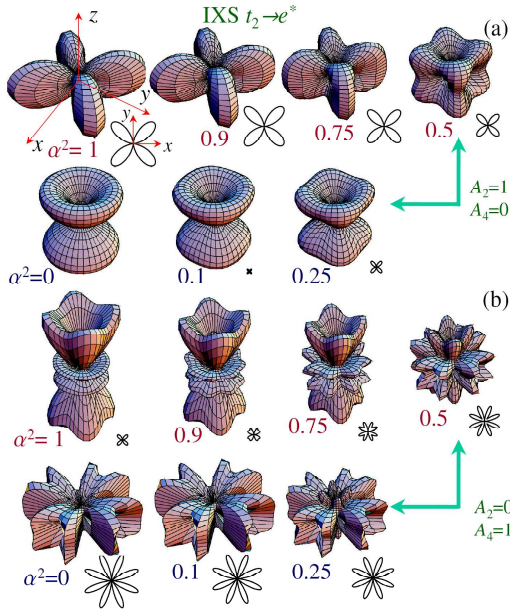 IXS t₂→e*
(a)
z
y
x
y
x
α²= 1
0.9
0.75
0.5
A₂=1
A₄=0
α²=0
0.1
0.25
(b)
α²= 1
0.9
0.75
0.5
A₂=0
A₄=1
α²=0
0.1
0.25